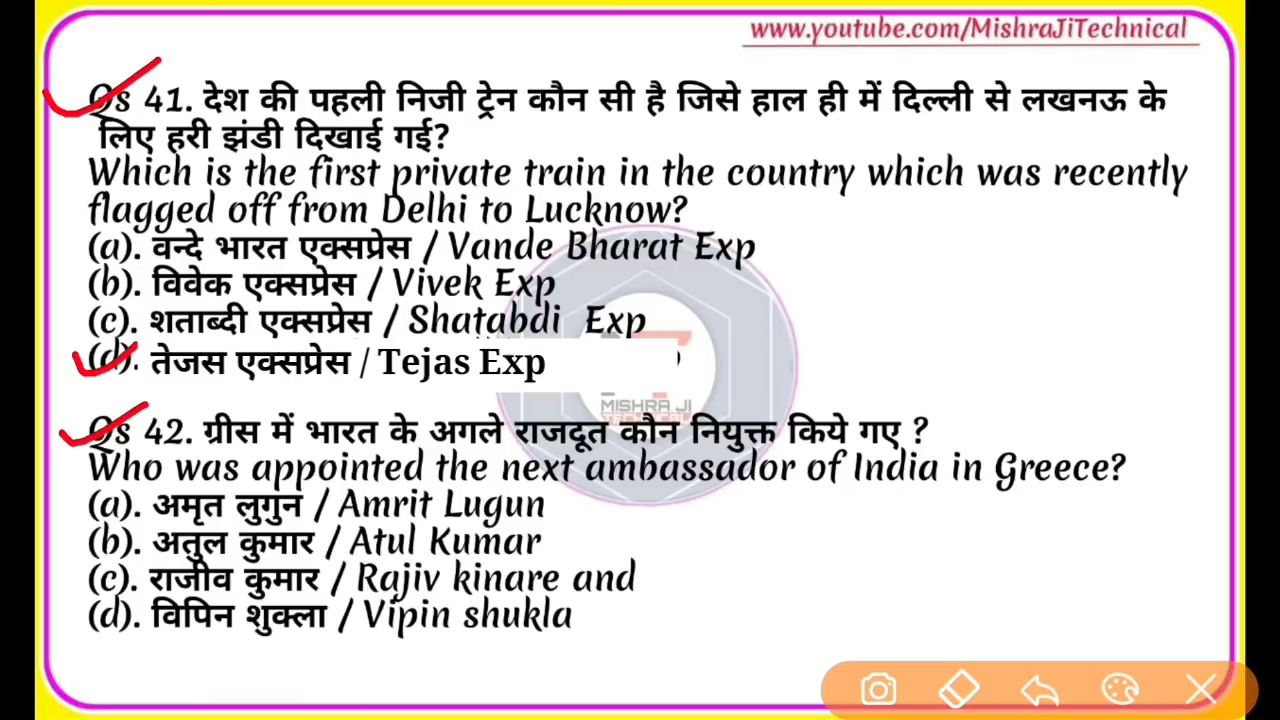 www.youtube.com/MishraJiTechnical
Qs 41. देश की पहली निजी ट्रेन कौन सी है जिसे हाल ही में दिल्ली से लखनऊ के
लिए हरी झंडी दिखाई गई?
Which is the first private train in the country which was recently
flagged off from Delhi to Lucknow?
(a). वन्दे भारत एक्सप्रेस / Vande Bharat Exp
(b). विवेक एक्सप्रेस / Vivek Exp
(c). शताब्दी एक्सप्रेस / Shatabdi Exp
(d). तेजस एक्सप्रेस / Tejas Exp
MISHRA JI
TECHNICAL
Qs 42. ग्रीस में भारत के अगले राजदूत कौन नियुक्त किये गए ?
Who was appointed the next ambassador of India in Greece?
(a). अमृत लुगुन / Amrit Lugun
(b). अतुल कुमार / Atul Kumar
(c). राजीव कुमार / Rajiv kinare and
(d). विपिन शुक्ला / Vipin shukla